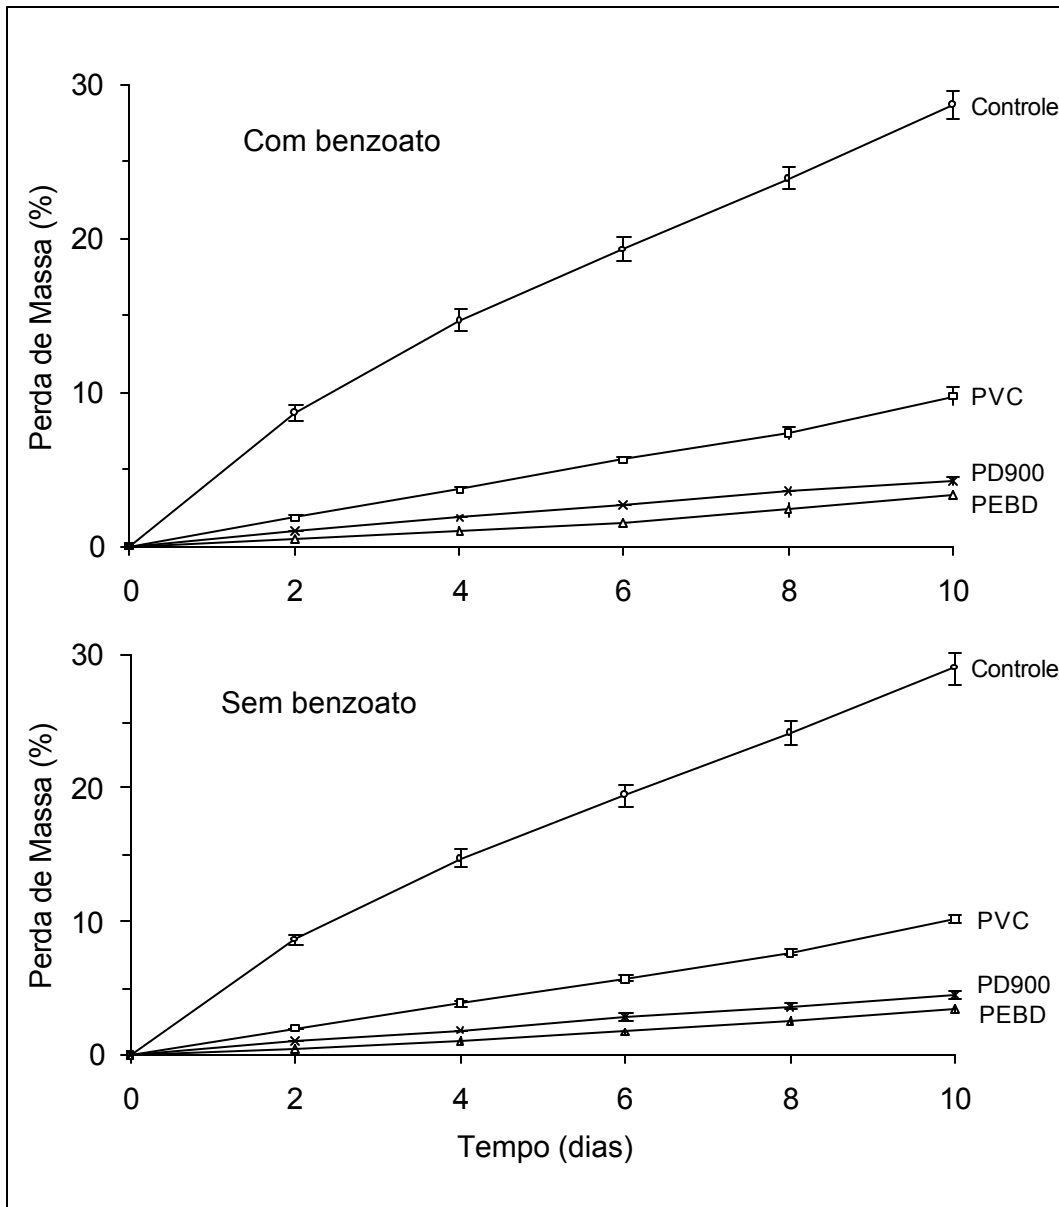 30
Controle
Com benzoato
Perda de Massa (%)
20
10
PVC
PD900
PEBD
0
0 2 4 6 8 10
30
Controle
Sem benzoato
Perda de Massa (%)
20
10
PVC
PD900
PEBD
0
0 2 4 6 8 10
Tempo (dias)